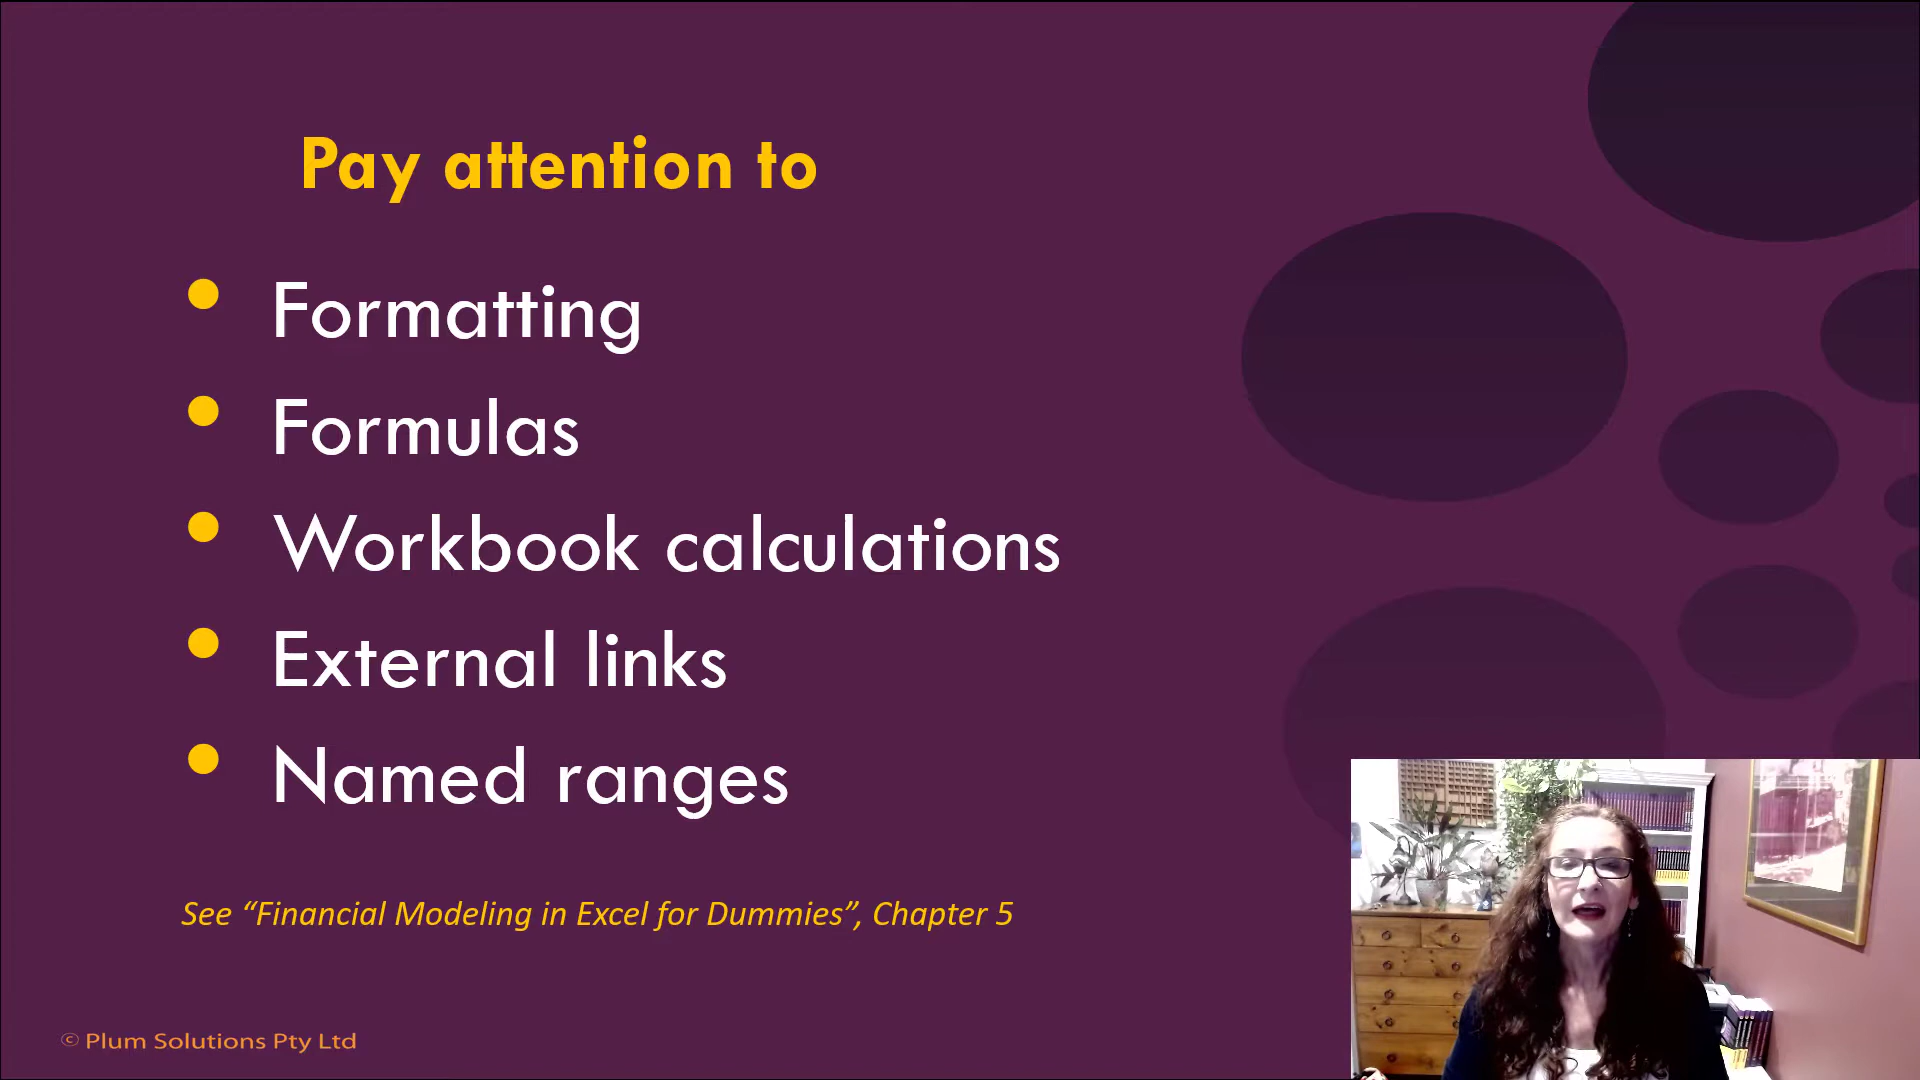 Pay attention to
• Formatting
• Formulas
• Workbook calculations
• External links
• Named ranges
See “Financial Modeling in Excel for Dummies”, Chapter 5
© Plum Solutions Pty Ltd